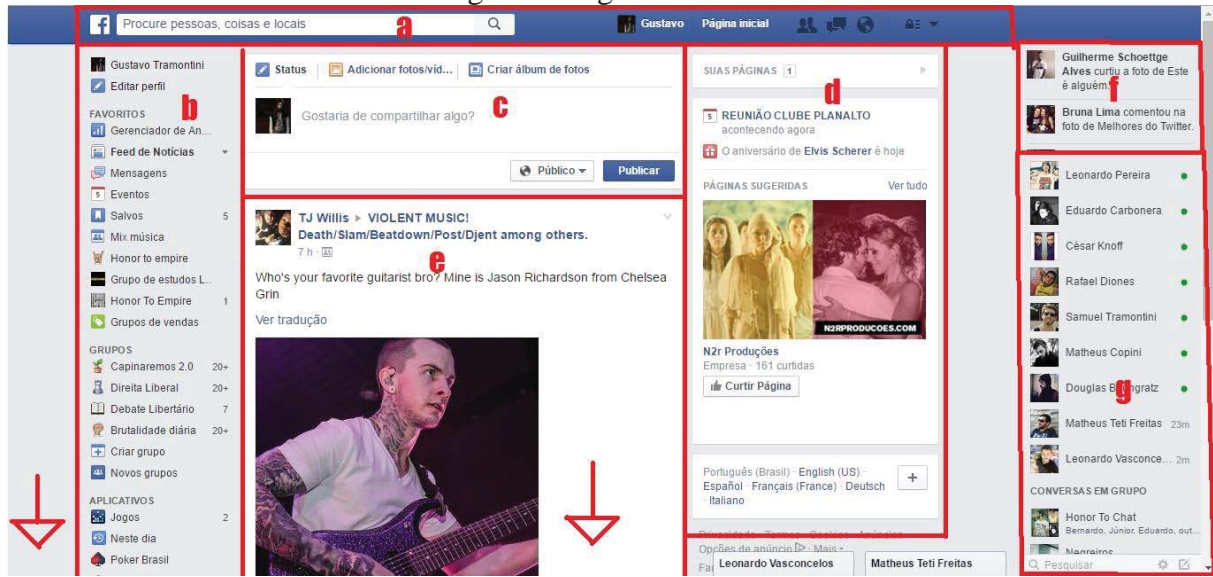 Procure pessoas, coisas e locais
a
Gustavo
Página inicial
Gustavo Tramontini
Editar perfil
b
FAVORITOS
Gerenciador de An...
Feed de Notícias
Mensagens
Eventos
Salvos 5
Mix música
Honor to empire
Grupo de estudos L...
Honor To Empire 1
Grupos de vendas
GRUPOS
Capinaremos 2.0 20+
Direita Liberal 20+
Debate Libertário 7
Brutalidade diária 20+
Criar grupo
Novos grupos
APLICATIVOS
Jogos 2
Neste dia
Poker Brasil
Status
Adicionar fotos/víd...
Criar álbum de fotos
c
Gostaria de compartilhar algo?
Público
Publicar
TJ Willis ▸ VIOLENT MUSIC!
Death/Slam/Beatdown/Post/Djent among others.
7 h ·
e
Who's your favorite guitarist bro? Mine is Jason Richardson from Chelsea
Grin
Ver tradução
SUAS PÁGINAS 1
d
5 REUNIÃO CLUBE PLANALTO
acontecendo agora
O aniversário de Elvis Scherer é hoje
PÁGINAS SUGERIDAS Ver tudo
N2RPRODUCOES.COM
N2r Produções
Empresa · 161 curtidas
Curtir Página
Português (Brasil) · English (US) ·
Español · Français (France) · Deutsch
· Italiano
+
Privacidade · Termos · Cookies · Anúncios ·
Opções de anúncio · Mais
Leonardo Vasconcelos
Matheus Teti Freitas
Guilherme Schoettge
Alves curtiu a foto de Este
é alguém.
f
Bruna Lima comentou na
foto de Melhores do Twitter.
Leonardo Pereira
Eduardo Carbonera
César Knoff
Rafael Diones
Samuel Tramontini
Matheus Copini
Douglas
g
Matheus Teti Freitas 23m
Leonardo Vasconce... 2m
CONVERSAS EM GRUPO
Honor To Chat
Bernardo, Júnior, Eduardo, out...
Negreiros
Pesquisar